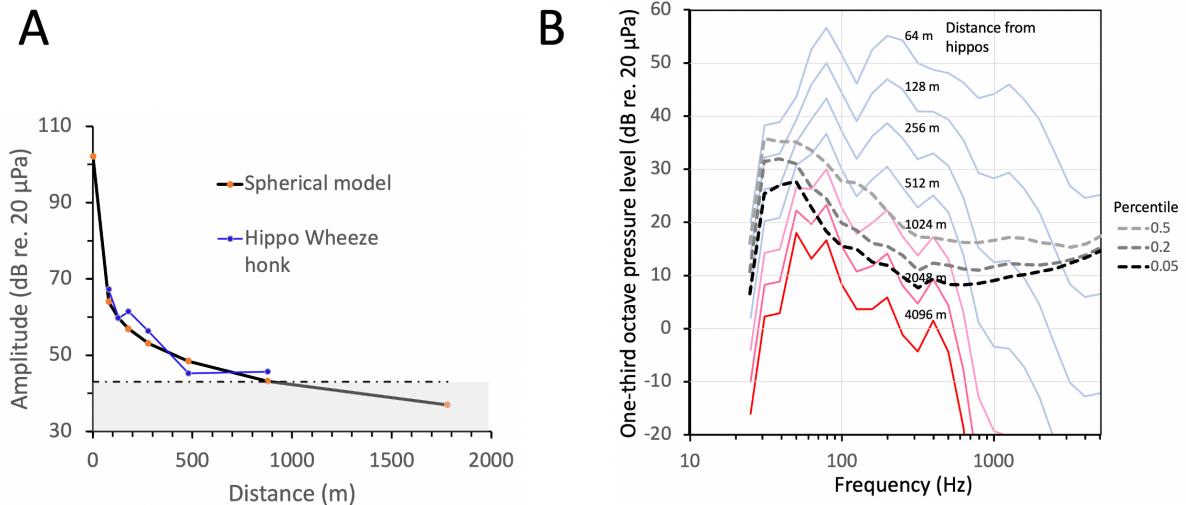 A
Amplitude (dB re. 20 µPa)
110
90
70
50
30
0
500
1000
1500
2000
Distance (m)
Spherical model
Hippo Wheeze
honk
B
One-third octave pressure level (dB re. 20 µPa)
60
50
40
30
20
10
0
-10
-20
10
100
1000
Frequency (Hz)
64 m
Distance from
hippos
128 m
256 m
512 m
1024 m
2048 m
4096 m
Percentile
0.5
0.2
0.05